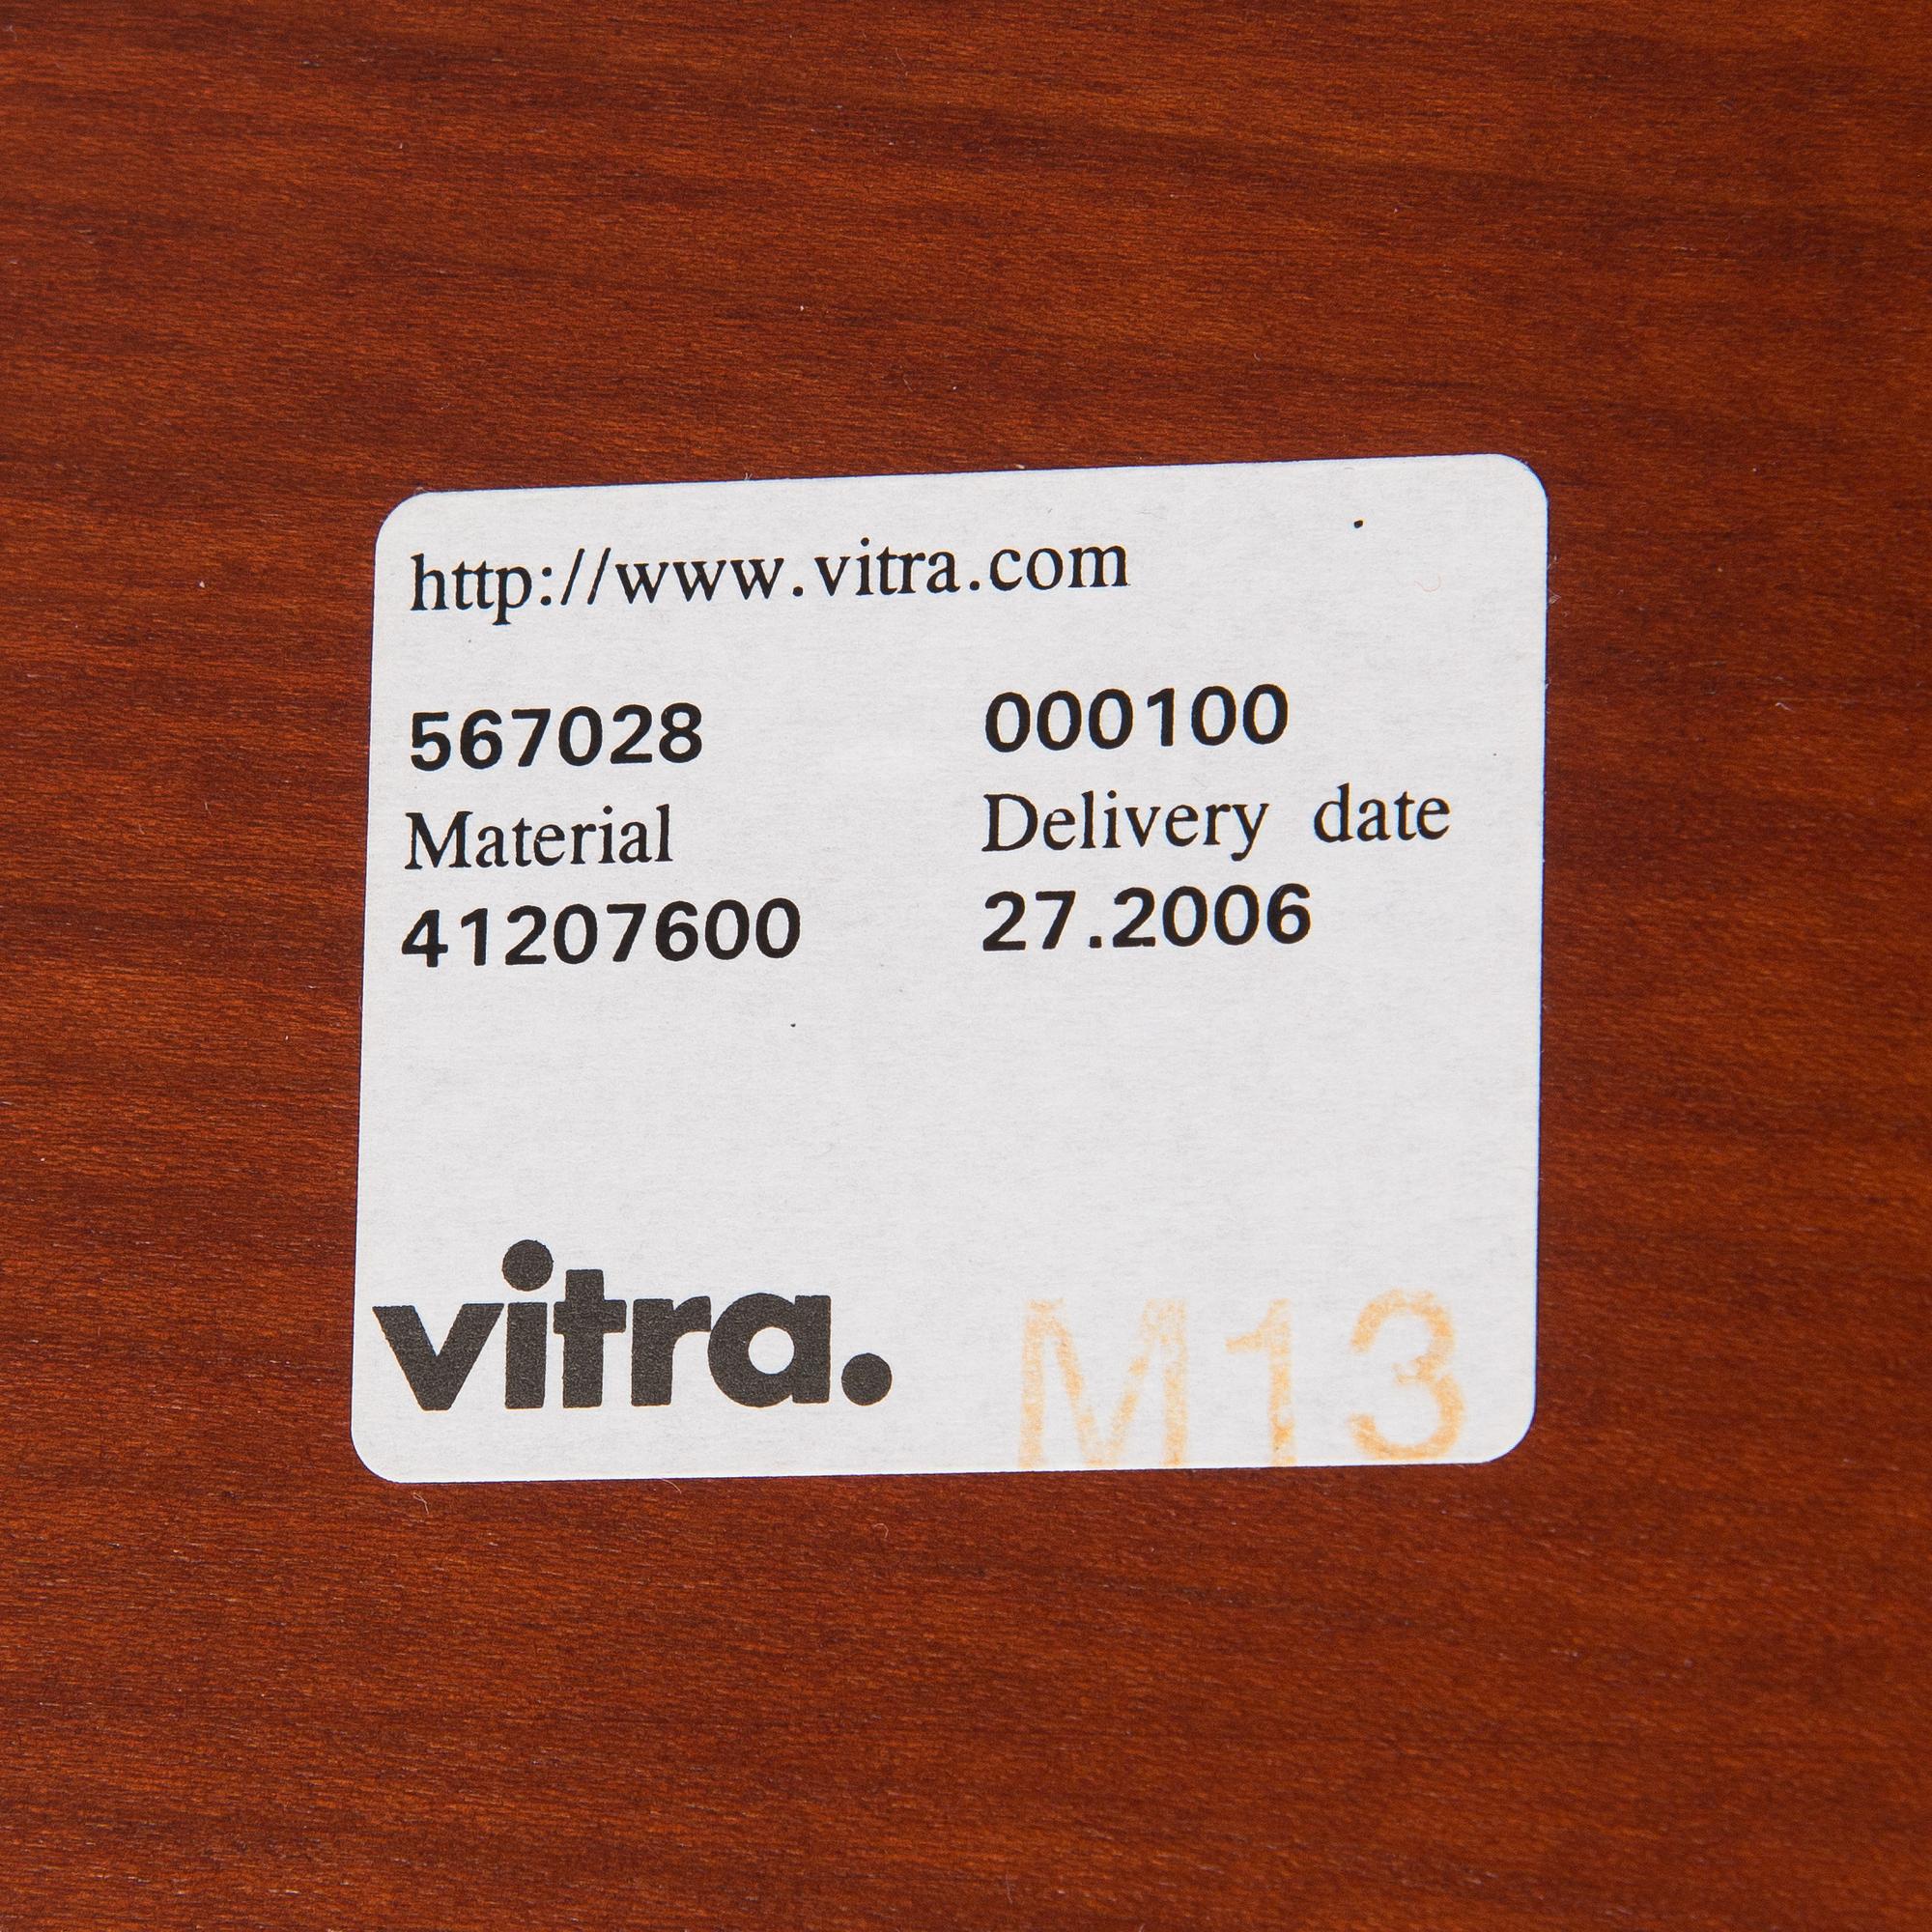 http://www.vitra.com
567028 000100
Material Delivery date
41207600 27.2006
vitra. M13